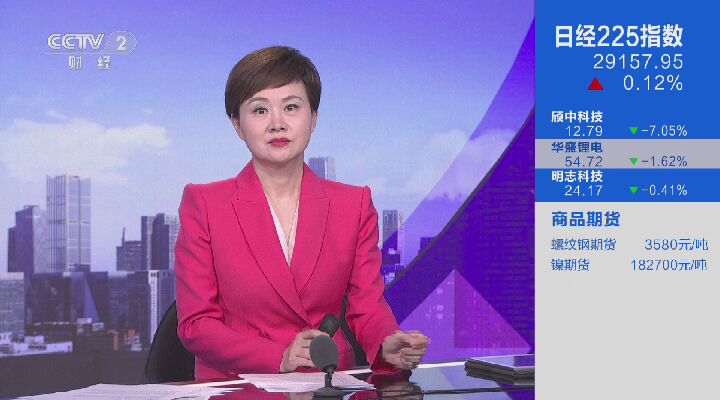 CCTV 2
财经
日经225指数
29157.95
▲ 0.12%
颀中科技
12.79 ▼-7.05%
华盛锂电
54.72 ▼-1.62%
明志科技
24.17 ▼-0.41%
商品期货
螺纹钢期货 3580元/吨
镍期货 182700元/吨